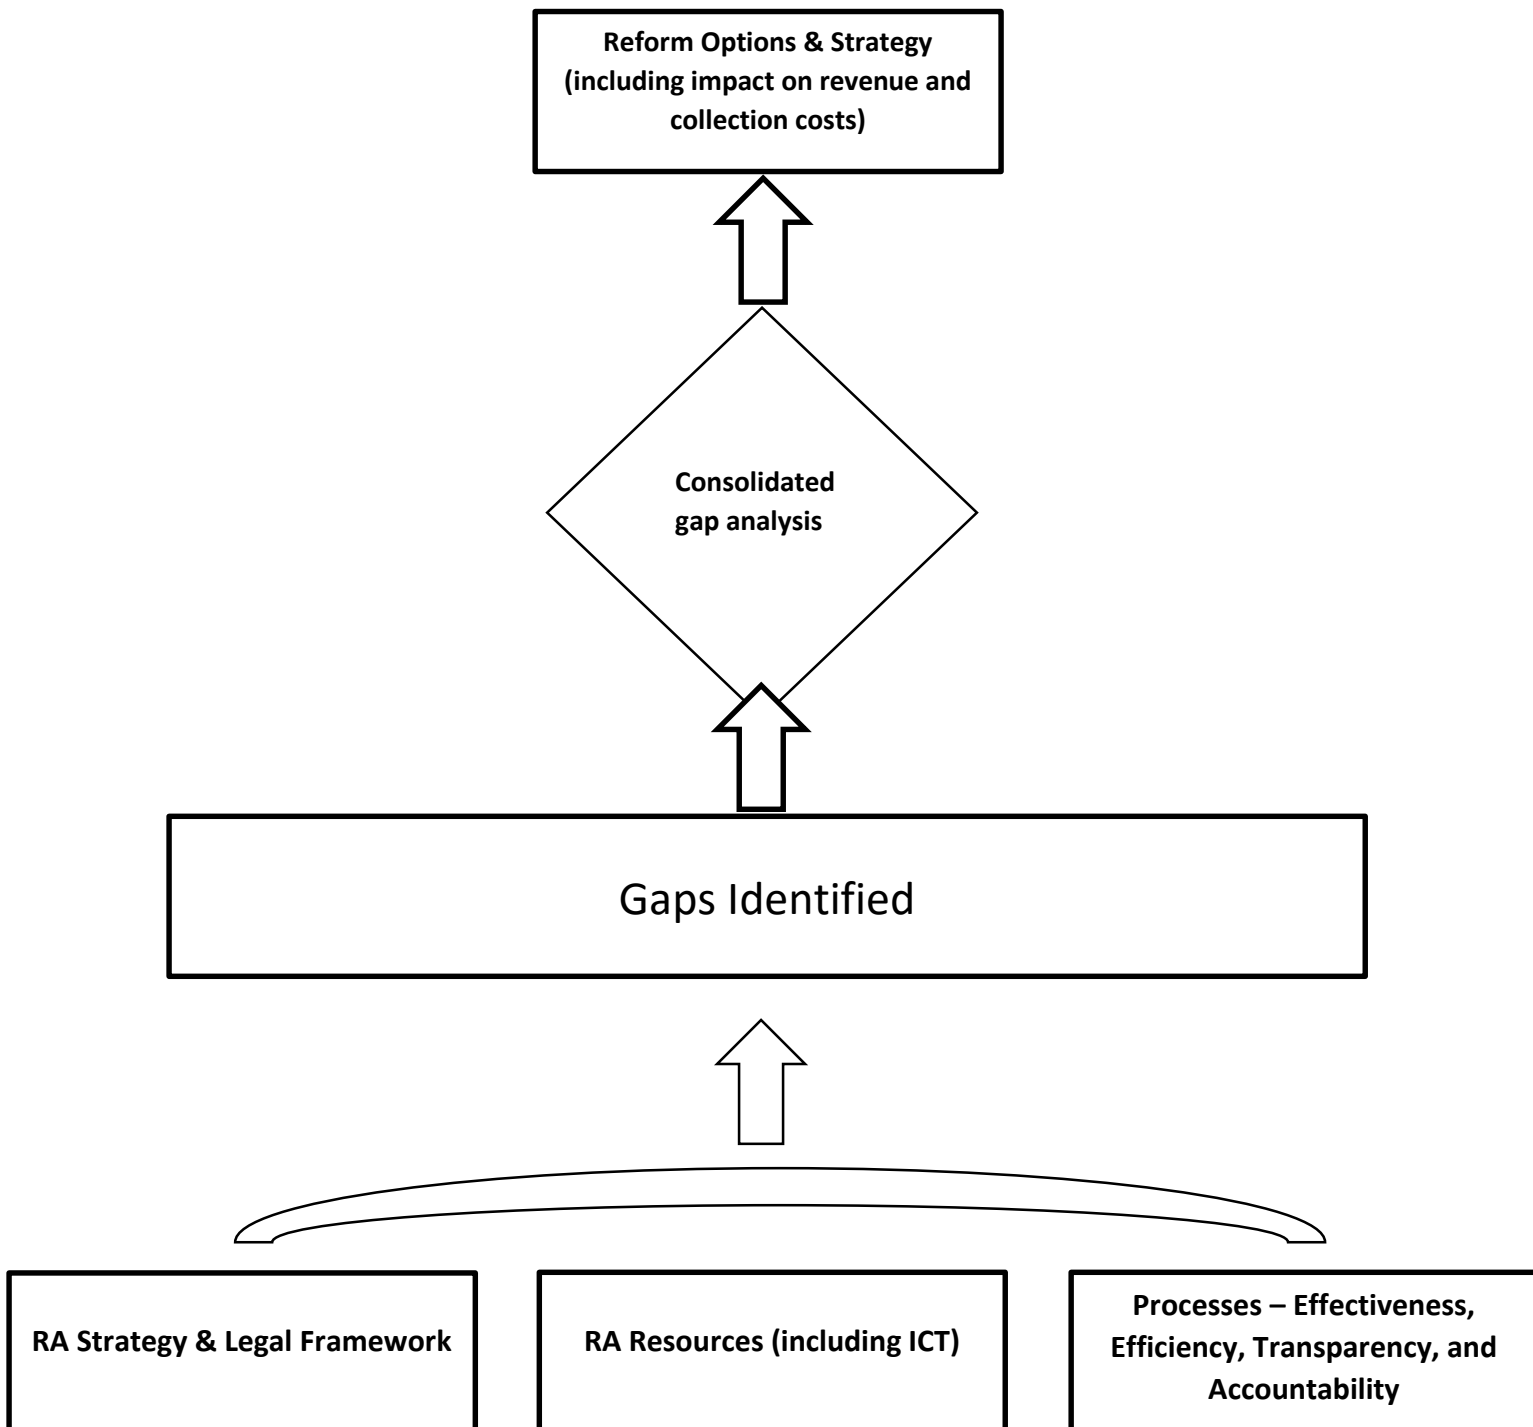 Reform Options & Strategy
(including impact on revenue and
collection costs)
Consolidated
gap analysis
Gaps Identified
RA Strategy & Legal Framework
RA Resources (including ICT)
Processes – Effectiveness,
Efficiency, Transparency, and
Accountability